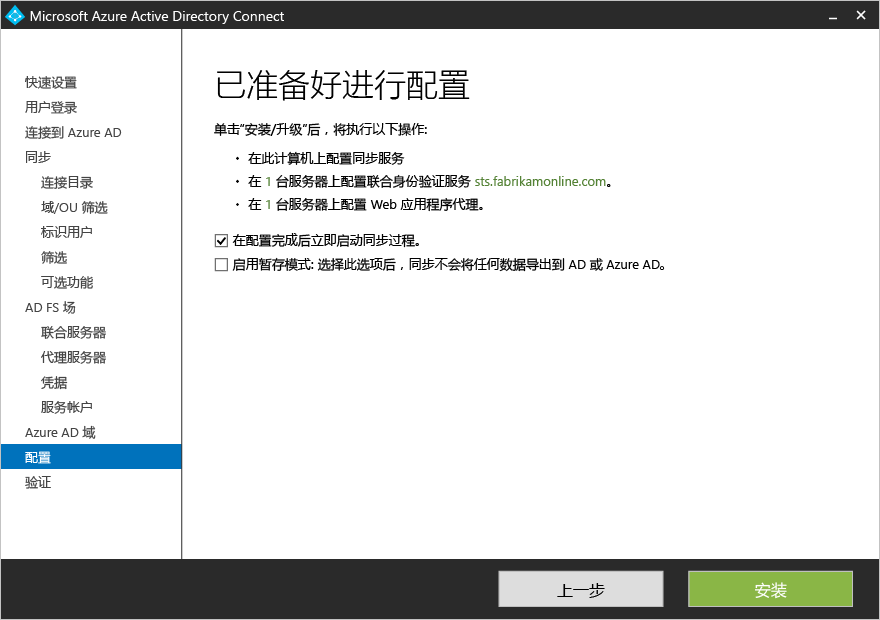 Microsoft Azure Active Directory Connect
快速设置
用户登录
连接到 Azure AD
同步
连接目录
域/OU 筛选
标识用户
筛选
可选功能
AD FS 场
联合服务器
代理服务器
凭据
服务帐户
Azure AD 域
配置
验证
已准备好进行配置
单击“安装/升级”后，将执行以下操作:
• 在此计算机上配置同步服务
• 在 1 台服务器上配置联合身份验证服务 sts.fabrikamonline.com。
• 在 1 台服务器上配置 Web 应用程序代理。
在配置完成后立即启动同步过程。
启用暂存模式: 选择此选项后，同步不会将任何数据导出到 AD 或 Azure AD。
上一步
安装